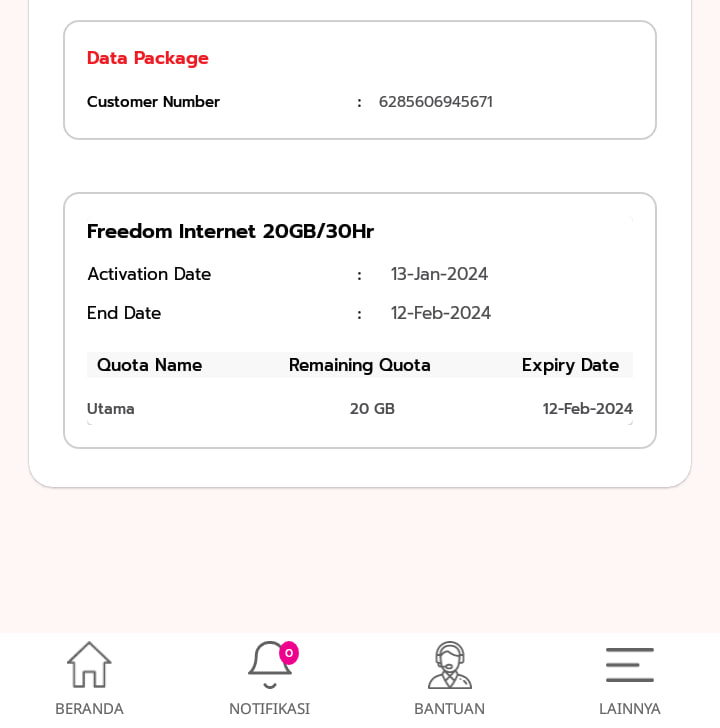 Data Package
Customer Number : 6285606945671
Freedom Internet 20GB/30Hr
Activation Date : 13-Jan-2024
End Date : 12-Feb-2024
Quota Name Remaining Quota Expiry Date
Utama 20 GB 12-Feb-2024
0
BERANDA NOTIFIKASI BANTUAN LAINNYA